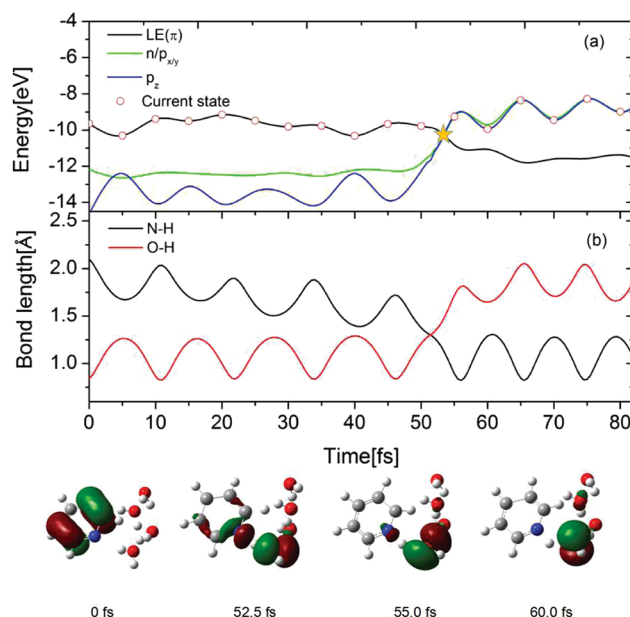 (a)
LE(π)
n/px/y
pz
Current state
Energy[eV]
-4
-6
-8
-10
-12
-14
(b)
N-H
O-H
Bond length[Å]
2.5
2.0
1.5
1.0
0 10 20 30 40 50 60 70 80
Time[fs]
0 fs 52.5 fs 55.0 fs 60.0 fs